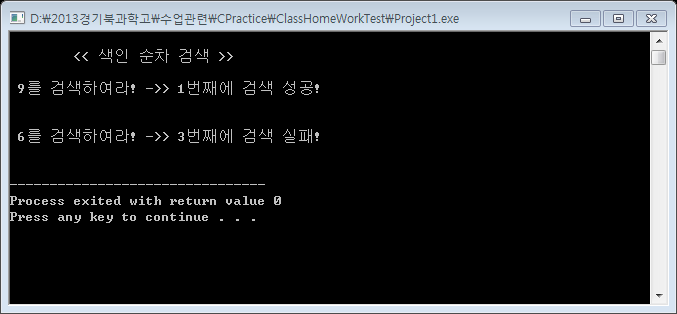 D:\2013경기북과학고\수업관련\CPractice\ClassHomeWorkTest\Project1.exe
<< 색인 순차 검색 >>
9를 검색하여라! ->> 1번째에 검색 성공!
6를 검색하여라! ->> 3번째에 검색 실패!
--------------------------------
Process exited with return value 0
Press any key to continue . . .